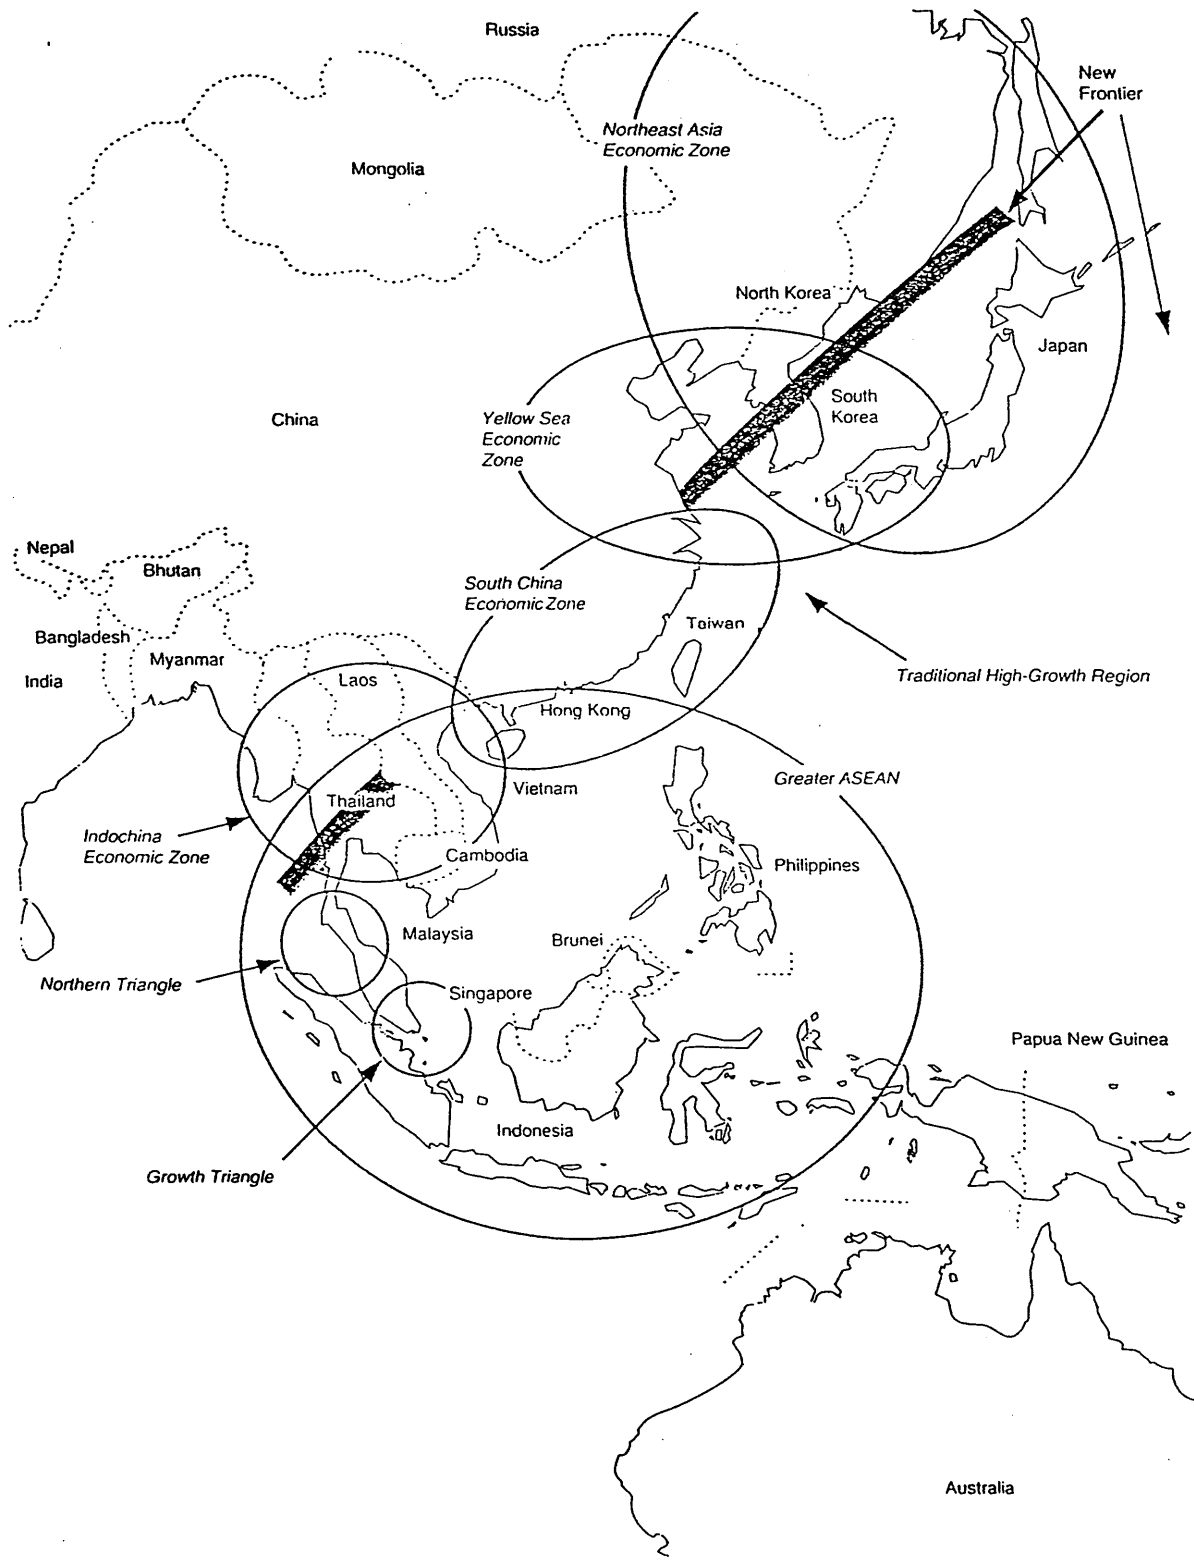 Russia
New
Frontier
Northeast Asia
Economic Zone
Mongolia
North Korea
Japan
South
Korea
China
Yellow Sea
Economic
Zone
Nepal
Bhutan
South China
Economic Zone
Taiwan
Bangladesh
Myanmar
India
Laos
Traditional High-Growth Region
Hong Kong
Greater ASEAN
Vietnam
Thailand
Indochina
Economic Zone
Cambodia
Philippines
Malaysia
Brunei
Northern Triangle
Singapore
Papua New Guinea
Indonesia
Growth Triangle
Australia